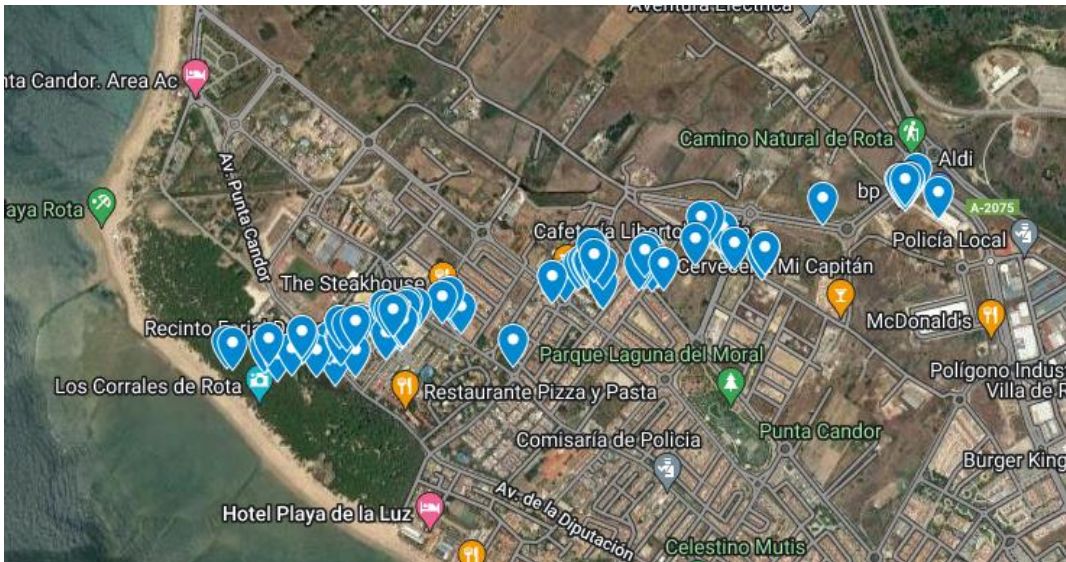 Aventura Eléctrica
nta Candor. Area Ac
Camino Natural de Rota
Aldi
bp
A-2075
laya Rota
Av. Punta Candor
Policía Local
Cafetería Libert
Cervecería Mi Capitán
The Steakhouse
McDonald's
Recinto Ferial
Parque Laguna del Moral
Los Corrales de Rota
Restaurante Pizza y Pasta
Polígono Indust
Villa de R
Punta Candor
Comisaría de Policía
Burger King
Hotel Playa de la Luz
Av. de la Diputación
Celestino Mutis